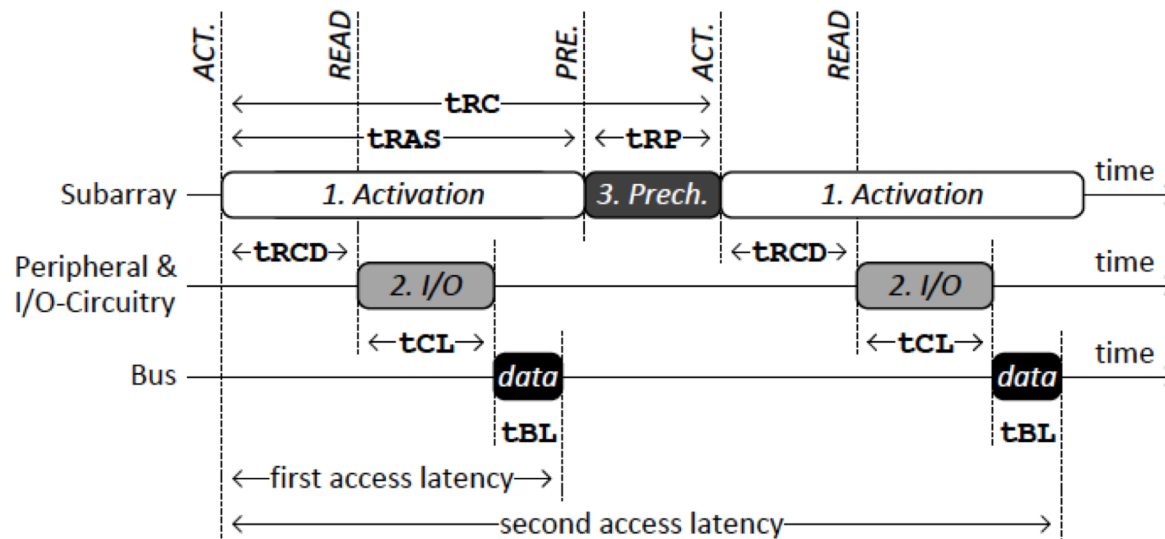 ACT.
READ
PRE.
ACT.
READ
tRC
tRAS
tRP
Subarray
1. Activation
3. Prech.
1. Activation
time
tRCD
tRCD
Peripheral &
I/O-Circuitry
2. I/O
2. I/O
time
tCL
tCL
Bus
data
data
time
tBL
tBL
first access latency
second access latency